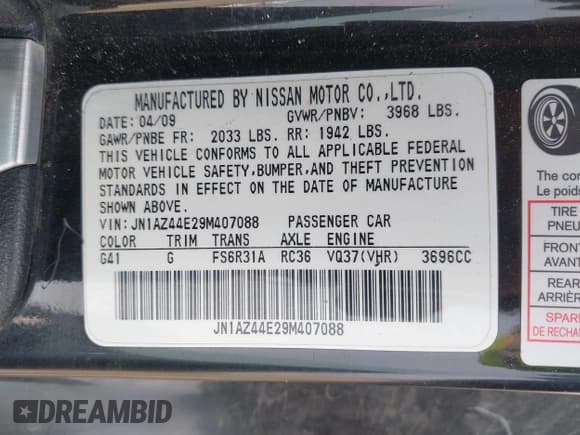 MANUFACTURED BY NISSAN MOTOR CO.,LTD.
DATE: 04/09 GVWR/PNBV: 3968 LBS.
GAWR/PNBE FR: 2033 LBS. RR: 1942 LBS.
THIS VEHICLE CONFORMS TO ALL APPLICABLE FEDERAL
MOTOR VEHICLE SAFETY,BUMPER,AND THEFT PREVENTION
STANDARDS IN EFFECT ON THE DATE OF MANUFACTURE
SHOWN ABOVE.
VIN:JN1AZ44E29M407088 PASSENGER CAR
COLOR TRIM TRANS AXLE ENGINE
G41 G FS6R31A RC36 VQ37(VHR) 3696CC
JN1AZ44E29M407088
The co
Le poids
TIRE
PNEU
FRONT
AVANT
REAR
ARRIÈR
SPARE
DE RECHA
DREAMBID